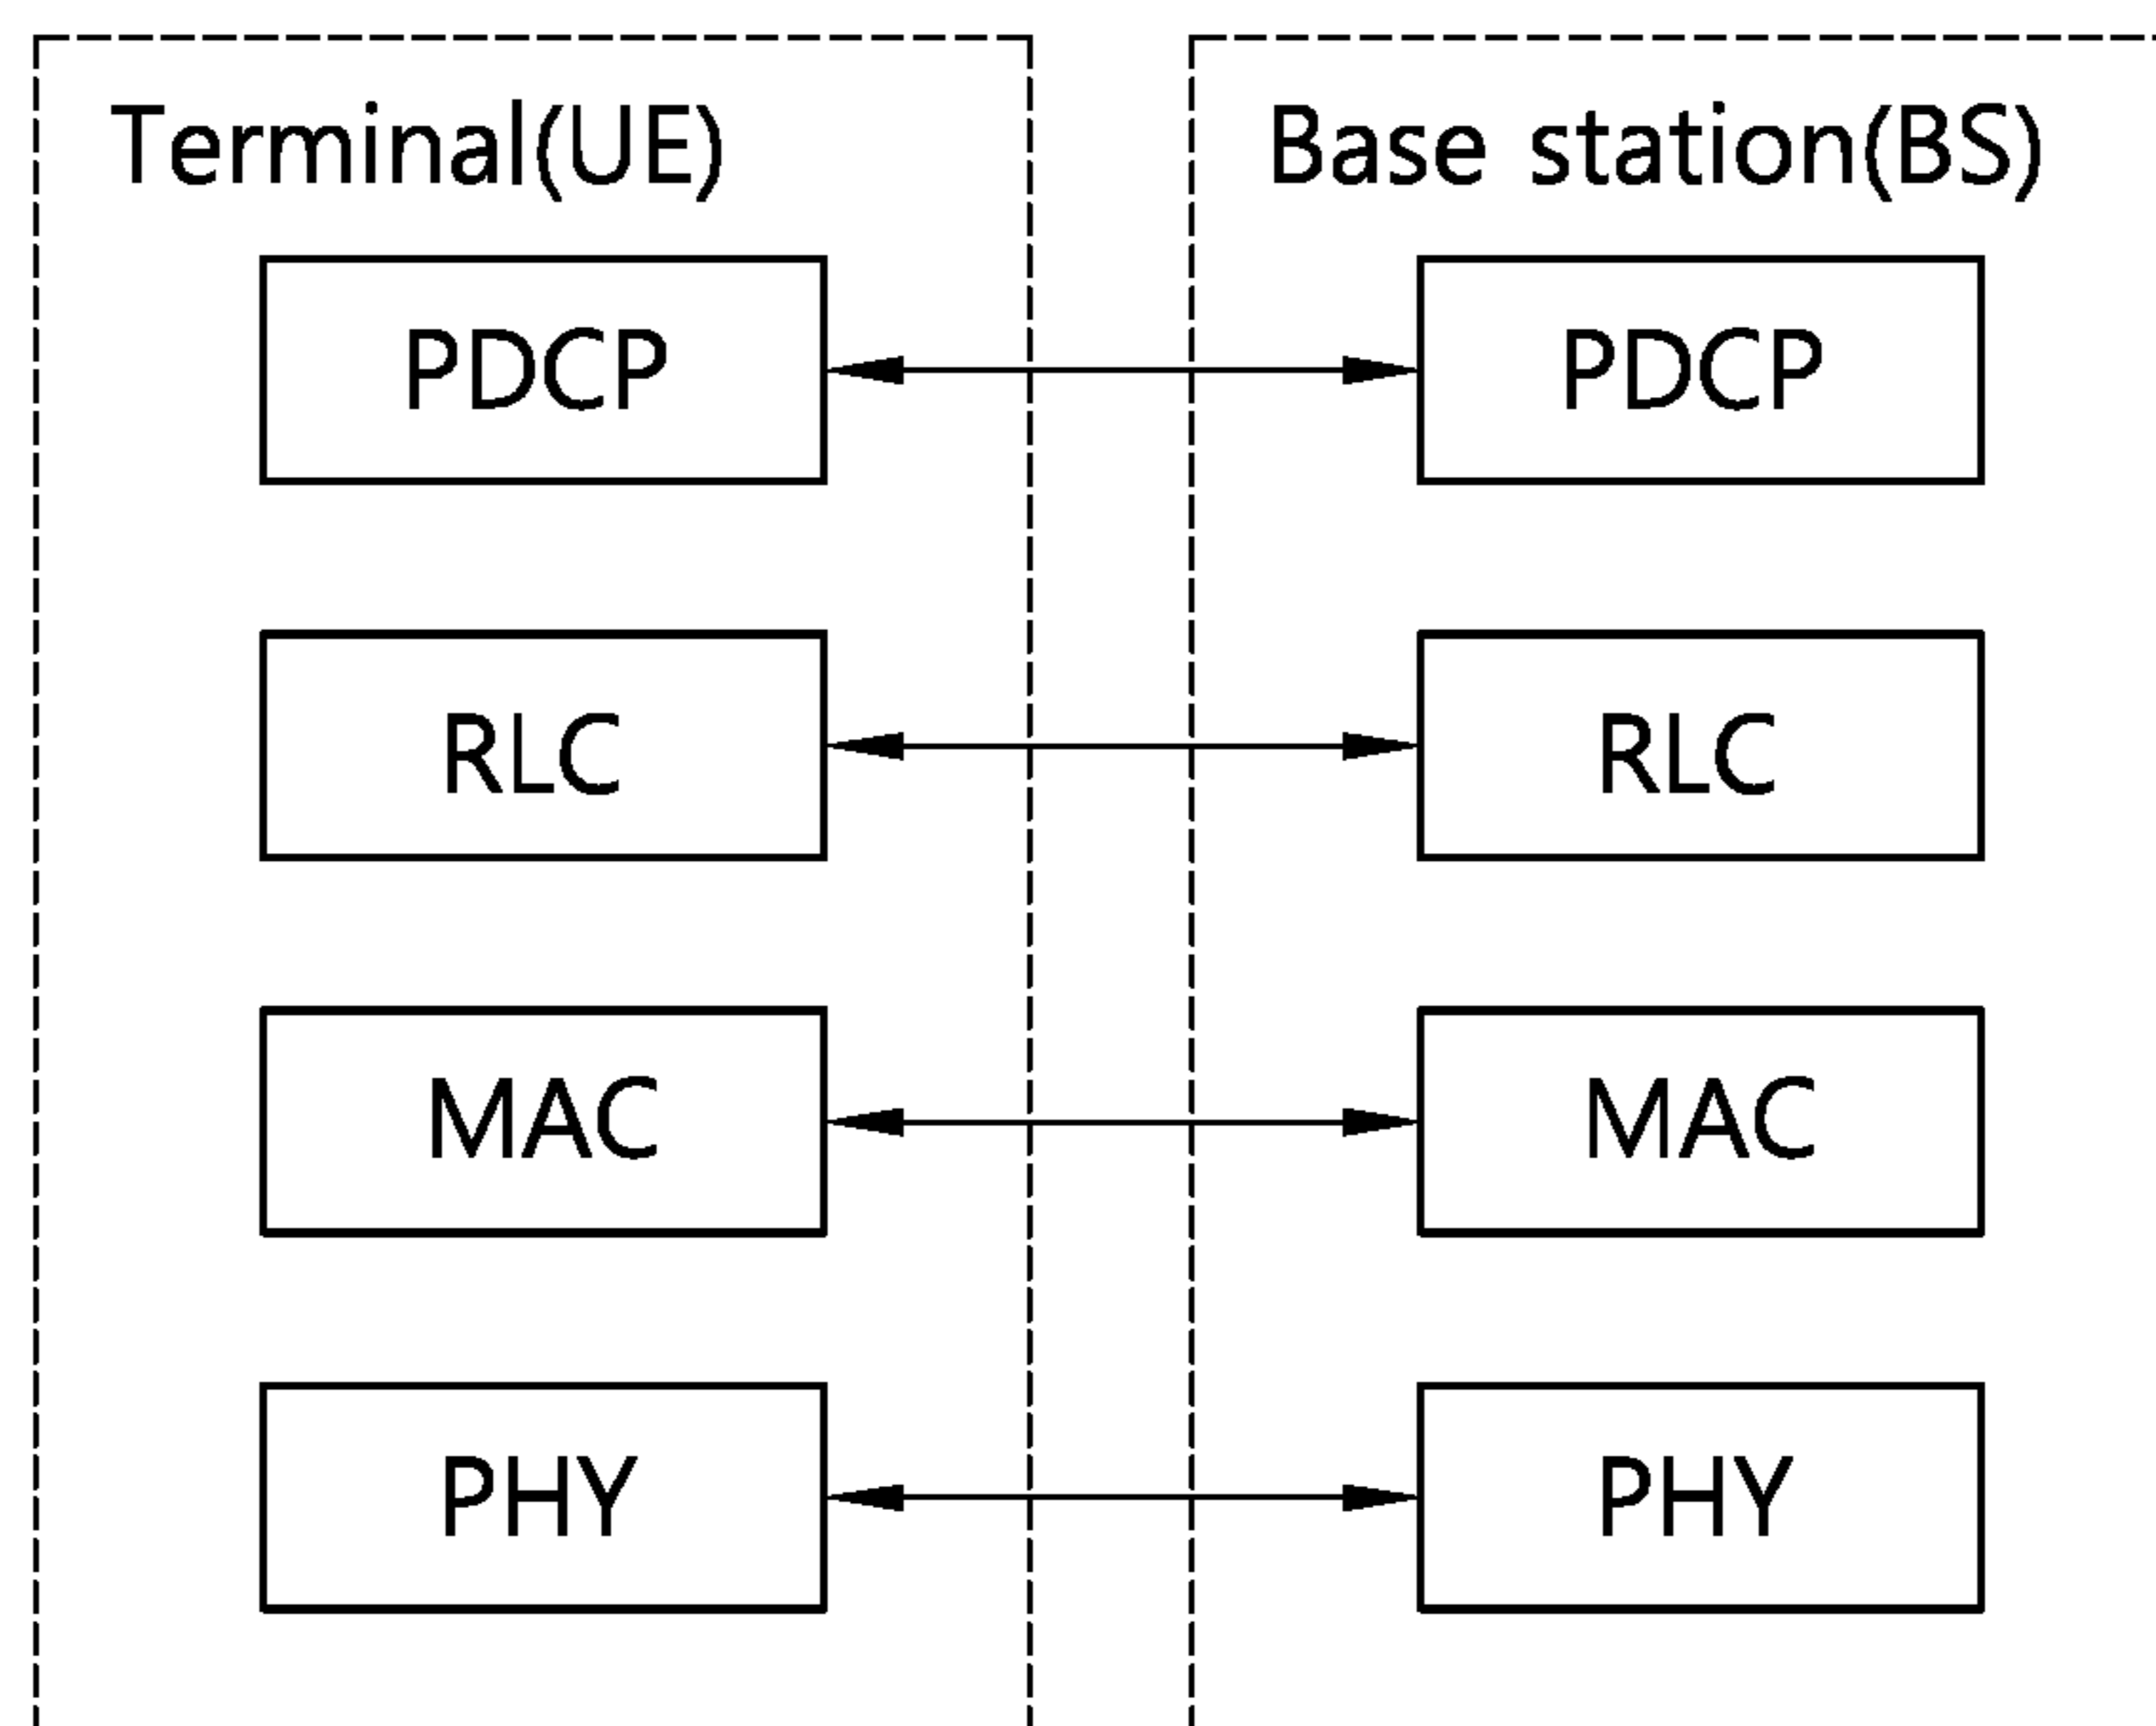 Terminal(UE)
Base station(BS)
PDCP
PDCP
RLC
RLC
MAC
MAC
PHY
PHY